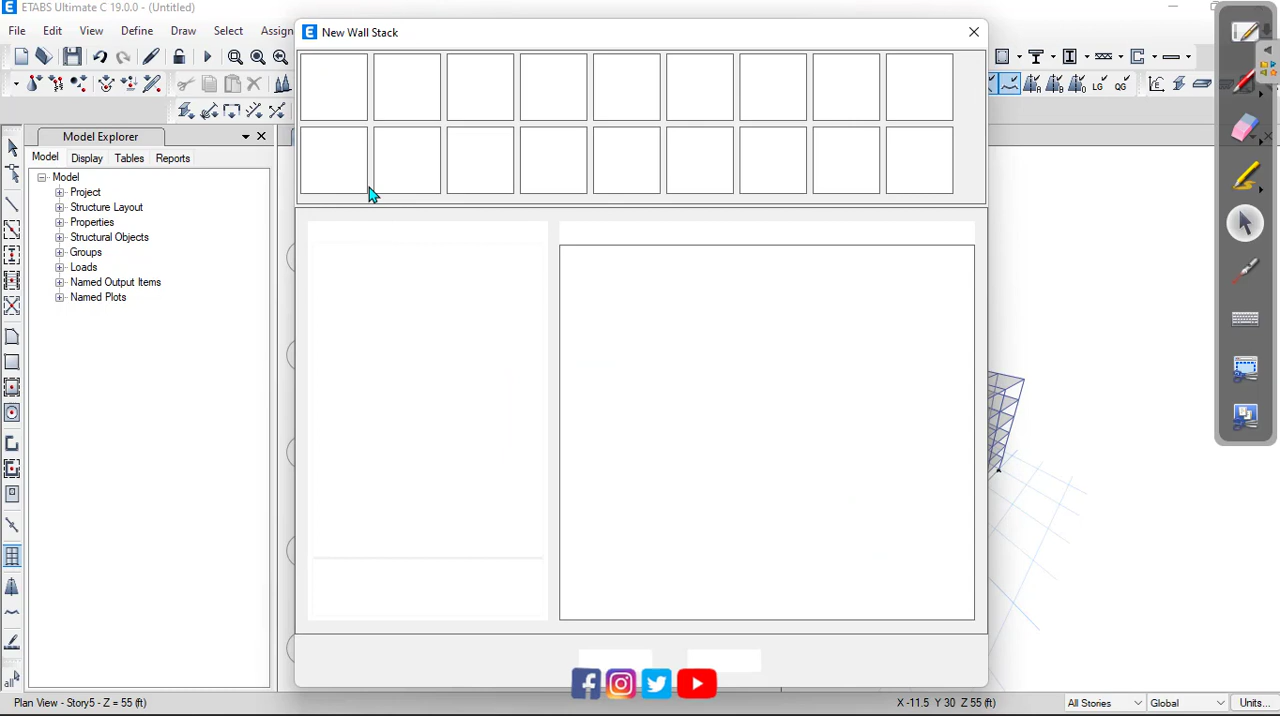 ETABS Ultimate C 19.0.0 - (Untitled)
File Edit View Define Draw Select Assign
New Wall Stack
LG QG
Model Explorer
Model Display Tables Reports
Model
Project
Structure Layout
Properties
Structural Objects
Groups
Loads
Named Output Items
Named Plots
Plan View - Story5 - Z = 55 (ft)
X -11.5 Y 30 Z 55 (ft)
All Stories
Global
Units...